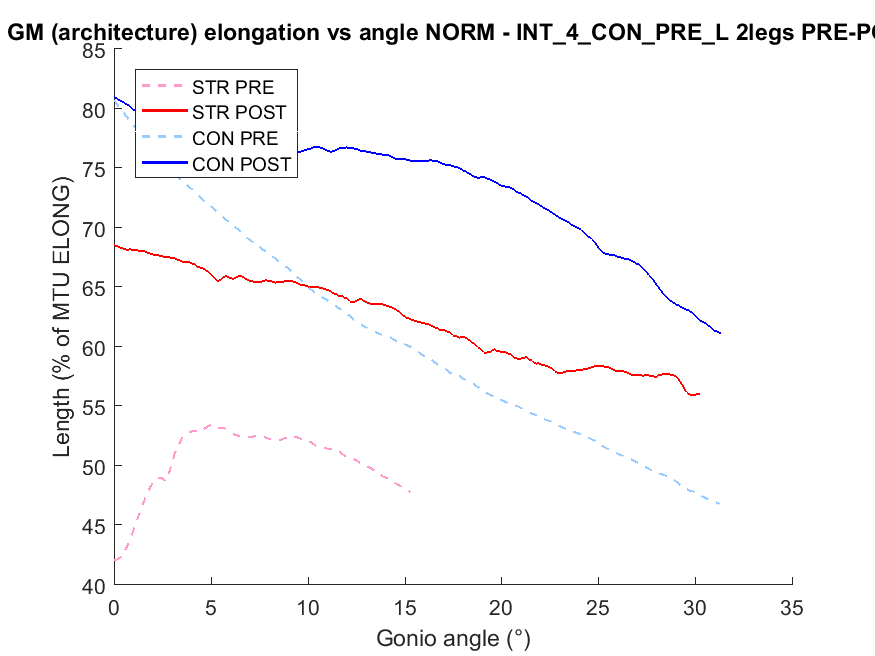 GM (architecture) elongation vs angle NORM - INT_4_CON_PRE_L 2legs PRE-PO
85
80
75
70
65
60
55
50
45
40
Length (% of MTU ELONG)
STR PRE
STR POST
CON PRE
CON POST
0 5 10 15 20 25 30 35
Gonio angle (°)